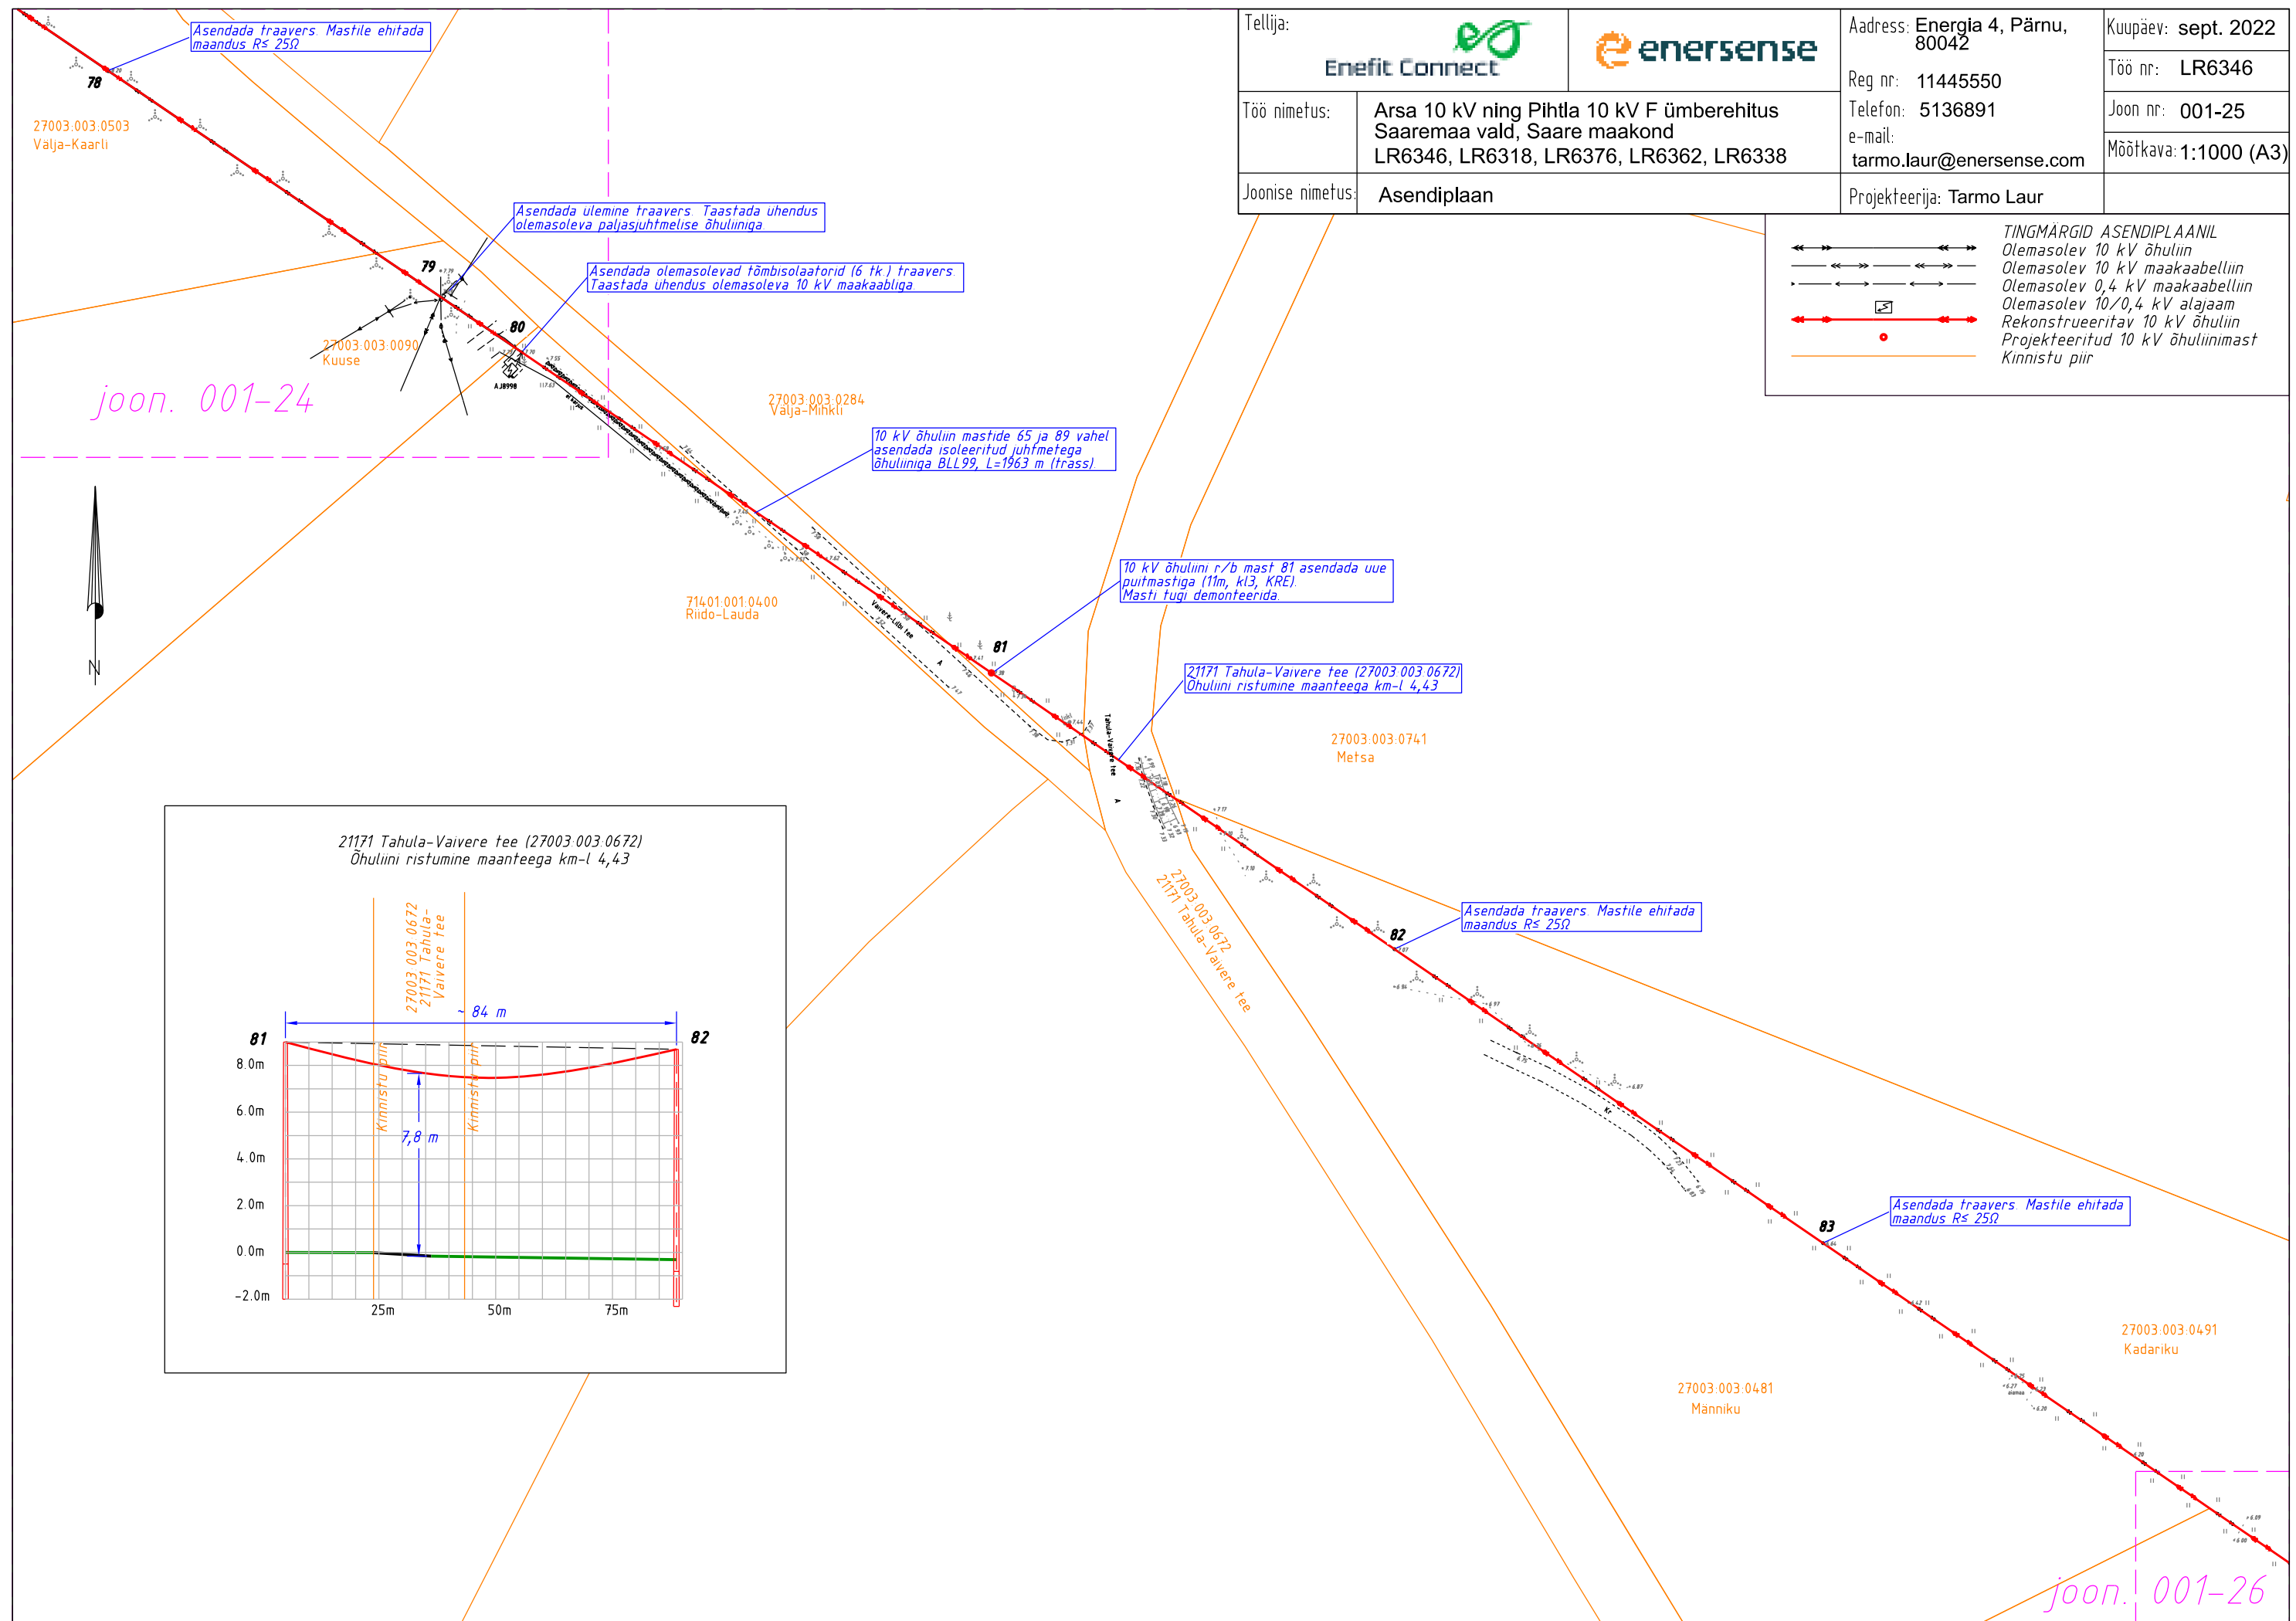 Tellija:
Enefit Connect
enersense
Aadress: Energia 4, Pärnu,
80042
Reg nr: 11445550
Telefon: 5136891
e-mail:
tarmo.laur@enersense.com
Projekteerija: Tarmo Laur
Kuupäev: sept. 2022
Töö nr: LR6346
Joon nr: 001-25
Mõõtkava: 1:1000 (A3)
Töö nimetus:
Arsa 10 kV ning Pihtla 10 kV F ümberehitus
Saaremaa vald, Saare maakond
LR6346, LR6318, LR6376, LR6362, LR6338
Joonise nimetus:
Asendiplaan
TINGMÄRGID ASENDIPLAANIL
Olemasolev 10 kV õhuliin
Olemasolev 10 kV maakaabelliin
Olemasolev 0,4 kV maakaabelliin
Olemasolev 10/0,4 kV alajaam
Rekonstrueeritav 10 kV õhuliin
Projekteeritud 10 kV õhuliinimast
Kinnistu piir
Asendada traavers. Mastile ehitada
maandus R≤ 25Ω
78
27003:003:0503
Välja-Kaarli
Asendada ülemine traavers. Taastada ühendus
olemasoleva paljasjuhtmelise õhuliiniga.
79
Asendada olemasolevad tõmbisolaatorid (6 tk.) traavers.
Taastada ühendus olemasoleva 10 kV maakaabliga.
80
27003:003:0090
Kuuse
AJ8998
joon. 001-24
27003:003:0284
Välja-Mihkli
10 kV õhuliin mastide 65 ja 89 vahel
asendada isoleeritud juhtmetega
õhuliiniga BLL99, L=1963 m (trass).
71401:001:0400
Riido-Lauda
Vaivere-Liibi tee
A
10 kV õhuliini r/b mast 81 asendada uue
puitmastiga (11m, kl3, KRE).
Masti tugi demonteerida.
81
21171 Tahula-Vaivere tee (27003:003:0672)
Õhuliini ristumine maanteega km-l 4,43
Tahula-Vaivere tee
A
27003:003:0741
Metsa
N
27003:003:0672
21171 Tahula-Vaivere tee
Asendada traavers. Mastile ehitada
maandus R≤ 25Ω
82
Kr
Asendada traavers. Mastile ehitada
maandus R≤ 25Ω
83
27003:003:0491
Kadariku
27003:003:0481
Männiku
joon. 001-26
21171 Tahula-Vaivere tee (27003:003:0672)
Õhuliini ristumine maanteega km-l 4,43
27003:003:0672
21171 Tahula-
Vaivere tee
~ 84 m
81
82
Kinnistu piir
Kinnistu piir
7,8 m
8.0m
6.0m
4.0m
2.0m
0.0m
-2.0m
25m
50m
75m